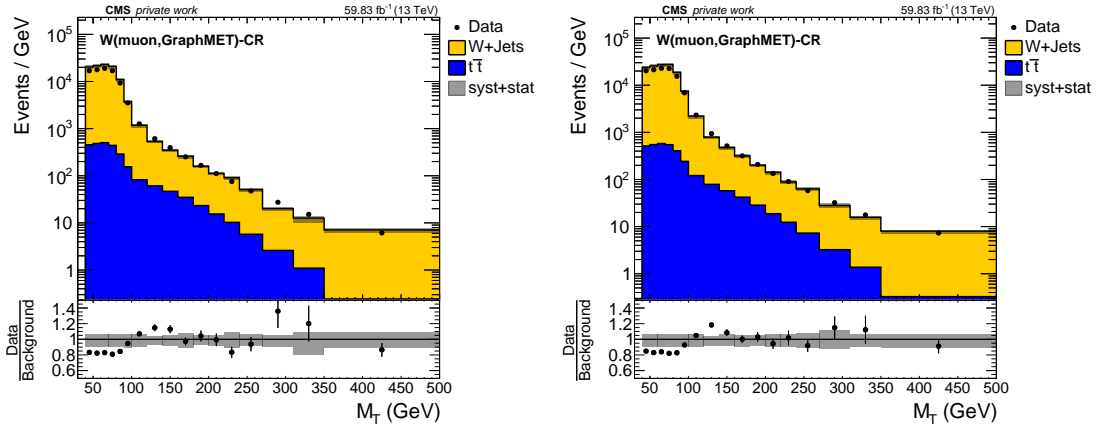 CMS private work 59.83 fb⁻¹ (13 TeV)
W(muon,GraphMET)-CR
Data
W+Jets
tt̅
syst+stat
Events / GeV
10⁵
10⁴
10³
10²
10
1
Data
Background
1.4
1.2
1
0.8
0.6
50 100 150 200 250 300 350 400 450 500
M_T (GeV)
CMS private work 59.83 fb⁻¹ (13 TeV)
W(muon,GraphMET)-CR
Data
W+Jets
tt̅
syst+stat
Events / GeV
10⁵
10⁴
10³
10²
10
1
Data
Background
1.4
1.2
1
0.8
0.6
50 100 150 200 250 300 350 400 450 500
M_T (GeV)